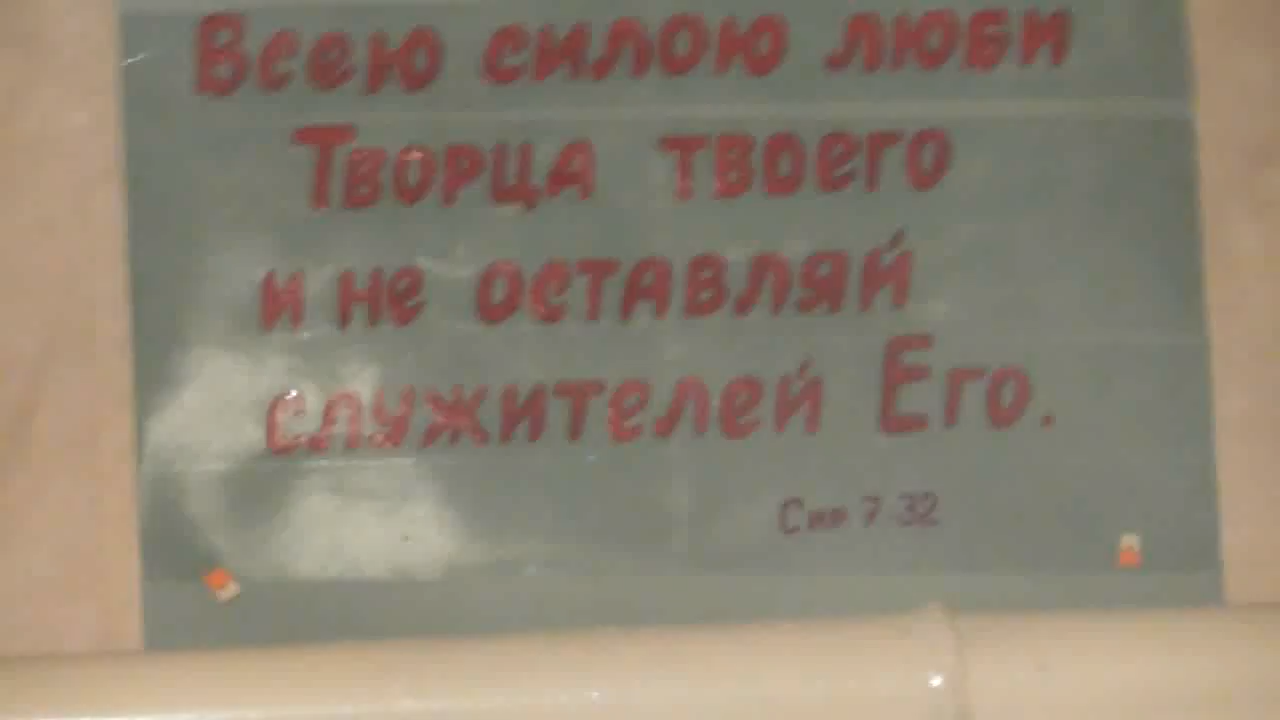 Всею силою люби
Творца твоего
и не оставляй
служителей Его.
Сир 7 32